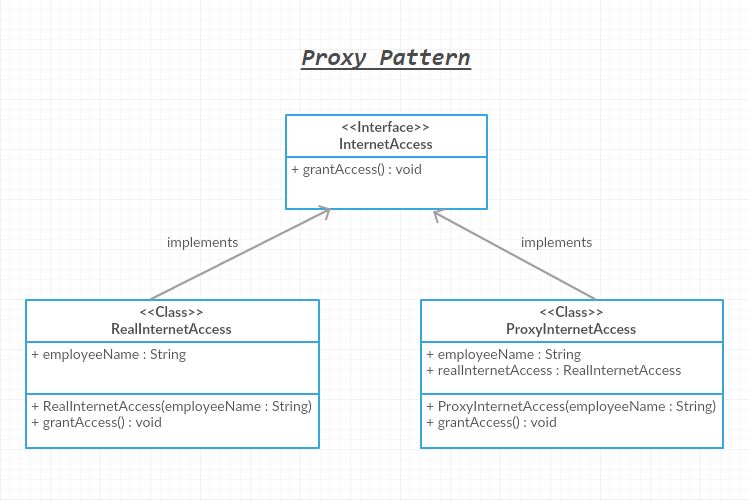 Proxy Pattern
<<Interface>>
InternetAccess
+ grantAccess() : void
implements
implements
<<Class>>
RealInternetAccess
+ employeeName : String
+ RealInternetAccess(employeeName : String)
+ grantAccess() : void
<<Class>>
ProxyInternetAccess
+ employeeName : String
+ realInternetAccess : RealInternetAccess
+ ProxyInternetAccess(employeeName : String)
+ grantAccess() : void